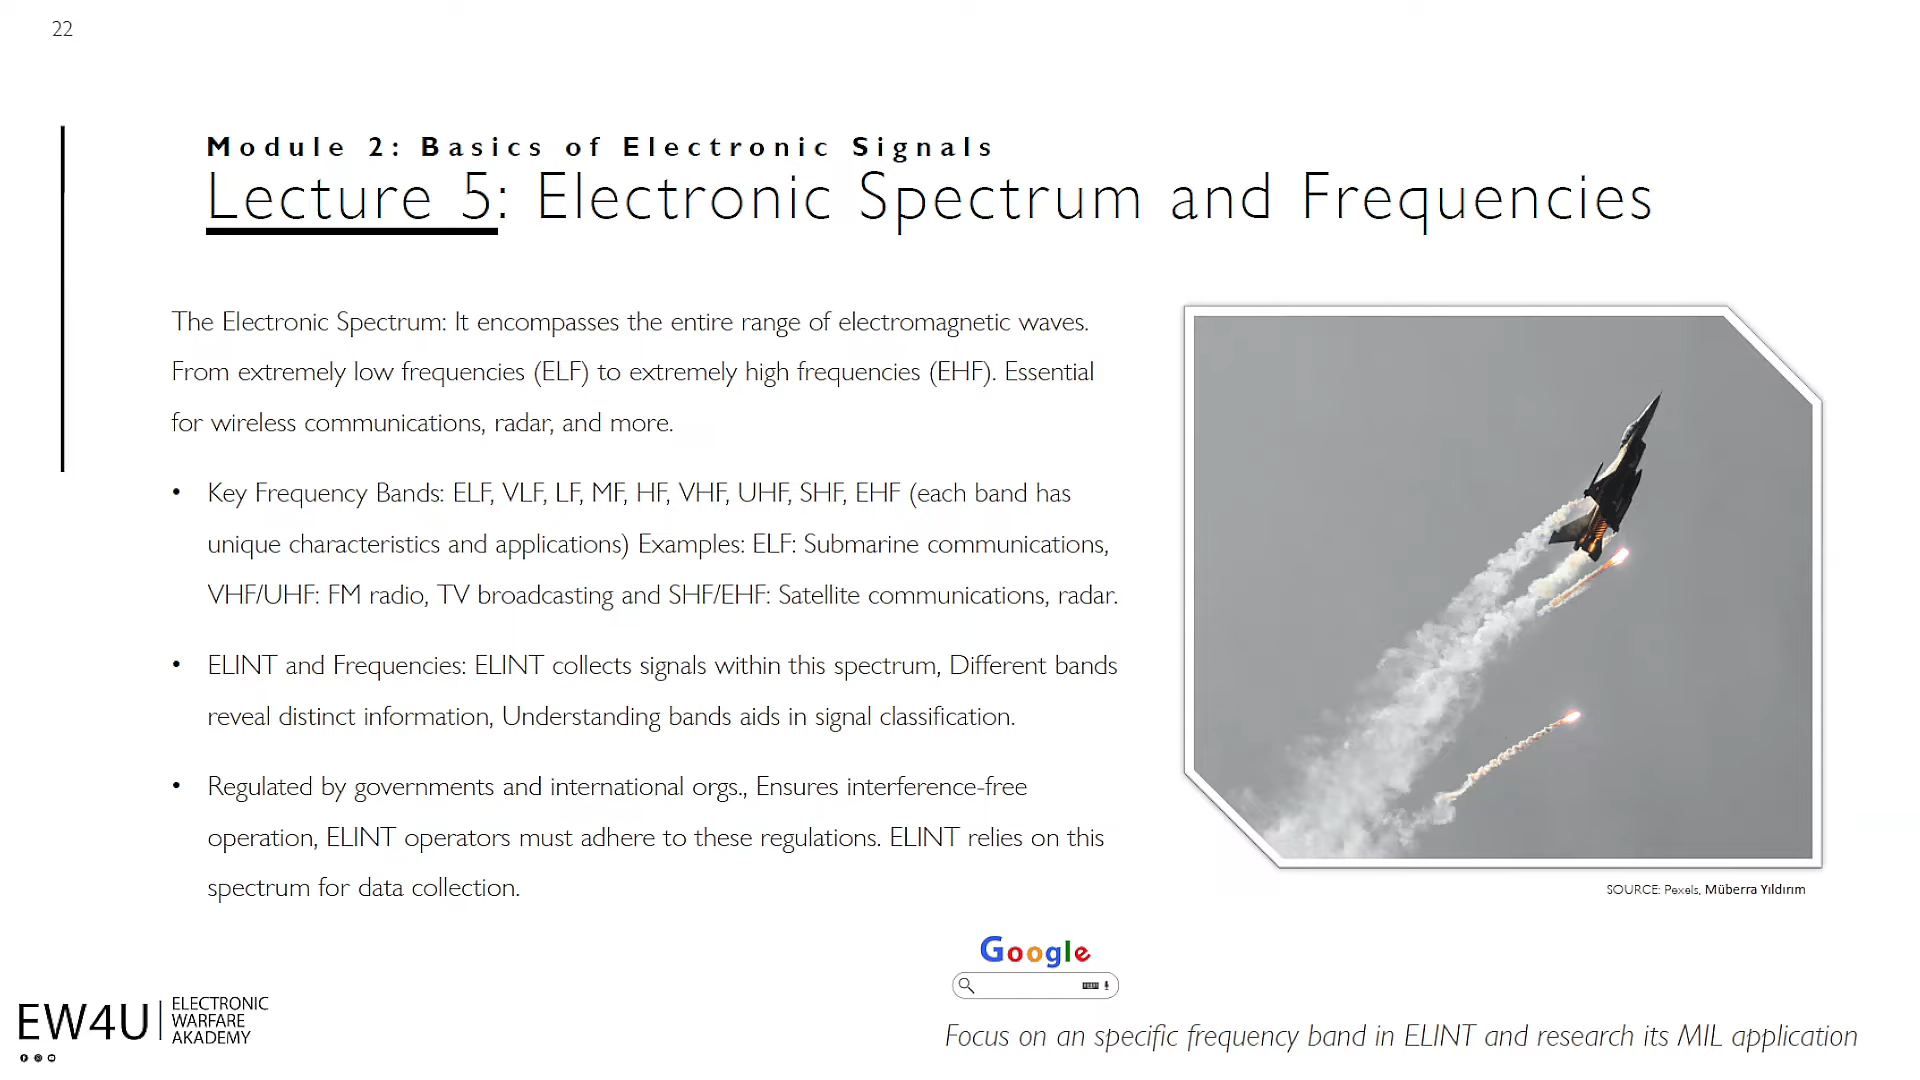 22
Module 2: Basics of Electronic Signals
Lecture 5: Electronic Spectrum and Frequencies
The Electronic Spectrum: It encompasses the entire range of electromagnetic waves.
From extremely low frequencies (ELF) to extremely high frequencies (EHF). Essential
for wireless communications, radar, and more.
• Key Frequency Bands: ELF, VLF, LF, MF, HF, VHF, UHF, SHF, EHF (each band has
unique characteristics and applications) Examples: ELF: Submarine communications,
VHF/UHF: FM radio, TV broadcasting and SHF/EHF: Satellite communications, radar.
• ELINT and Frequencies: ELINT collects signals within this spectrum, Different bands
reveal distinct information, Understanding bands aids in signal classification.
• Regulated by governments and international orgs., Ensures interference-free
operation, ELINT operators must adhere to these regulations. ELINT relies on this
spectrum for data collection.
SOURCE: Pexels, Müberra Yıldırım
Google
EW4U
ELECTRONIC
WARFARE
AKADEMY
Focus on an specific frequency band in ELINT and research its MIL application